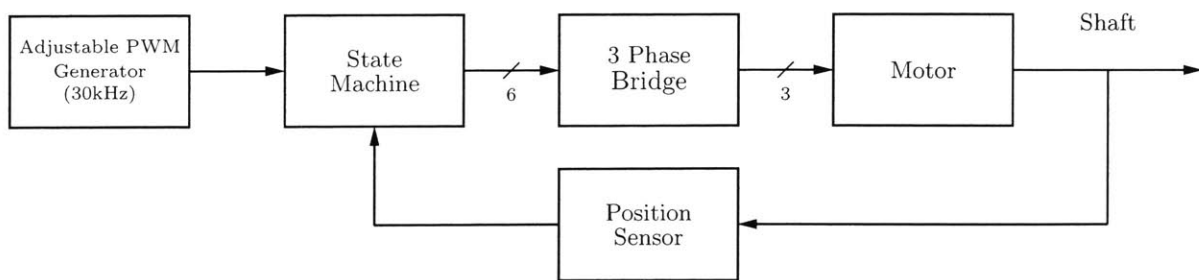 Shaft
Adjustable PWM
Generator
(30kHz)
State
Machine
6
3 Phase
Bridge
3
Motor
Position
Sensor